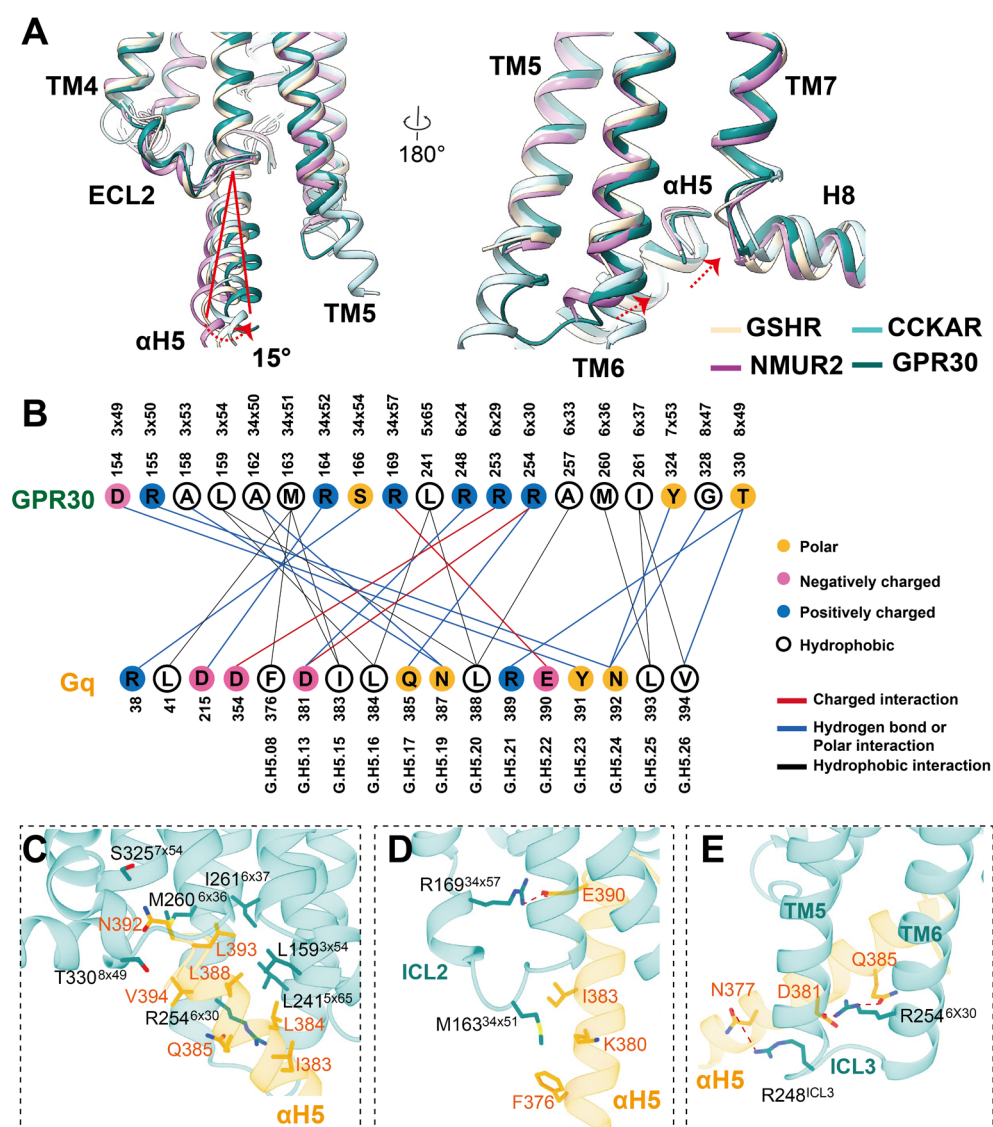 A
TM4
ECL2
αH5
15°
TM5
180°
TM5
TM7
αH5
H8
TM6
GSHR
CCKAR
NMUR2
GPR30
B
3x49 3x50 3x53 3x54 34x50 34x51 34x52 34x54 34x57 5x65 6x24 6x29 6x30 6x33 6x36 6x37 7x53 8x47 8x49
154 155 158 159 162 163 164 166 169 241 248 253 254 257 260 261 324 328 330
GPR30 D R A L A M R S R L R R R A M I Y G T
Gq R L D D F D I L Q N L R E Y N L V
38 41 215 354 376 381 383 384 385 387 388 389 390 391 392 393 394
G.H5.08 G.H5.13 G.H5.15 G.H5.16 G.H5.17 G.H5.19 G.H5.20 G.H5.21 G.H5.22 G.H5.23 G.H5.24 G.H5.25 G.H5.26
Polar
Negatively charged
Positively charged
Hydrophobic
Charged interaction
Hydrogen bond or
Polar interaction
Hydrophobic interaction
C
S325 7x54
I261 6x37
M260 6x36
N392
L393
L159 3x54
T330 8x49
L388
V394
L241 5x65
R254 6x30
L384
Q385
I383
αH5
D
R169 34x57
E390
ICL2
I383
M163 34x51
K380
F376
αH5
E
TM5
TM6
Q385
N377
D381
R254 6X30
αH5
ICL3
R248 ICL3